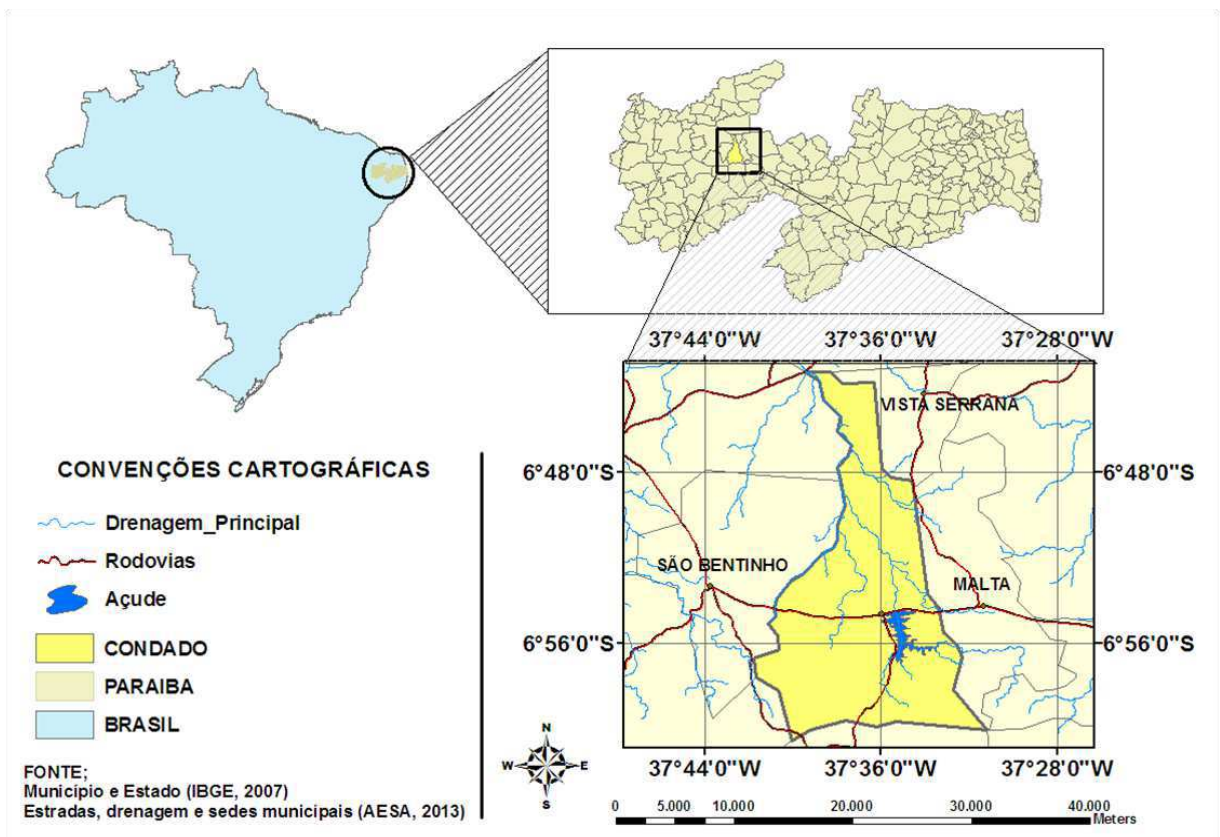 37°44'0"W 37°36'0"W 37°28'0"W
VISTA SERRANA
6°48'0"S 6°48'0"S
SÃO BENTINHO
MALTA
6°56'0"S 6°56'0"S
37°44'0"W 37°36'0"W 37°28'0"W
CONVENÇÕES CARTOGRÁFICAS
Drenagem_Principal
Rodovias
Açude
CONDADO
PARAIBA
BRASIL
FONTE;
Município e Estado (IBGE, 2007)
Estradas, drenagem e sedes municipais (AESA, 2013)
N
W E
S
0 5.000 10.000 20.000 30.000 40.000
Meters